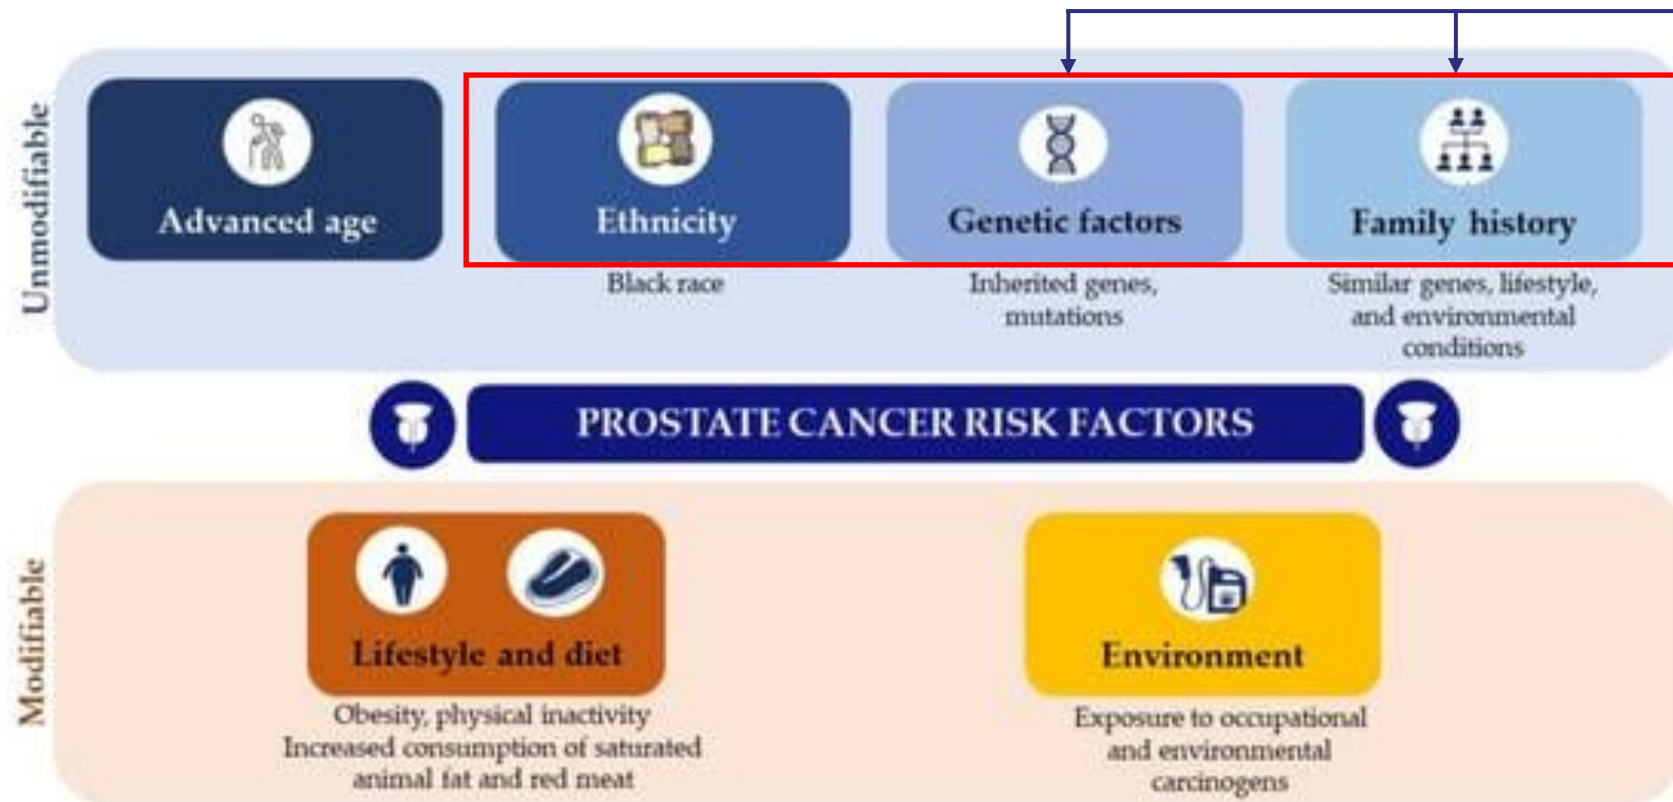 Unmodifiable
Advanced age
Ethnicity
Black race
Genetic factors
Inherited genes,
mutations
Family history
Similar genes, lifestyle,
and environmental
conditions
PROSTATE CANCER RISK FACTORS
Modifiable
Lifestyle and diet
Obesity, physical inactivity
Increased consumption of saturated
animal fat and red meat
Environment
Exposure to occupational
and environmental
carcinogens